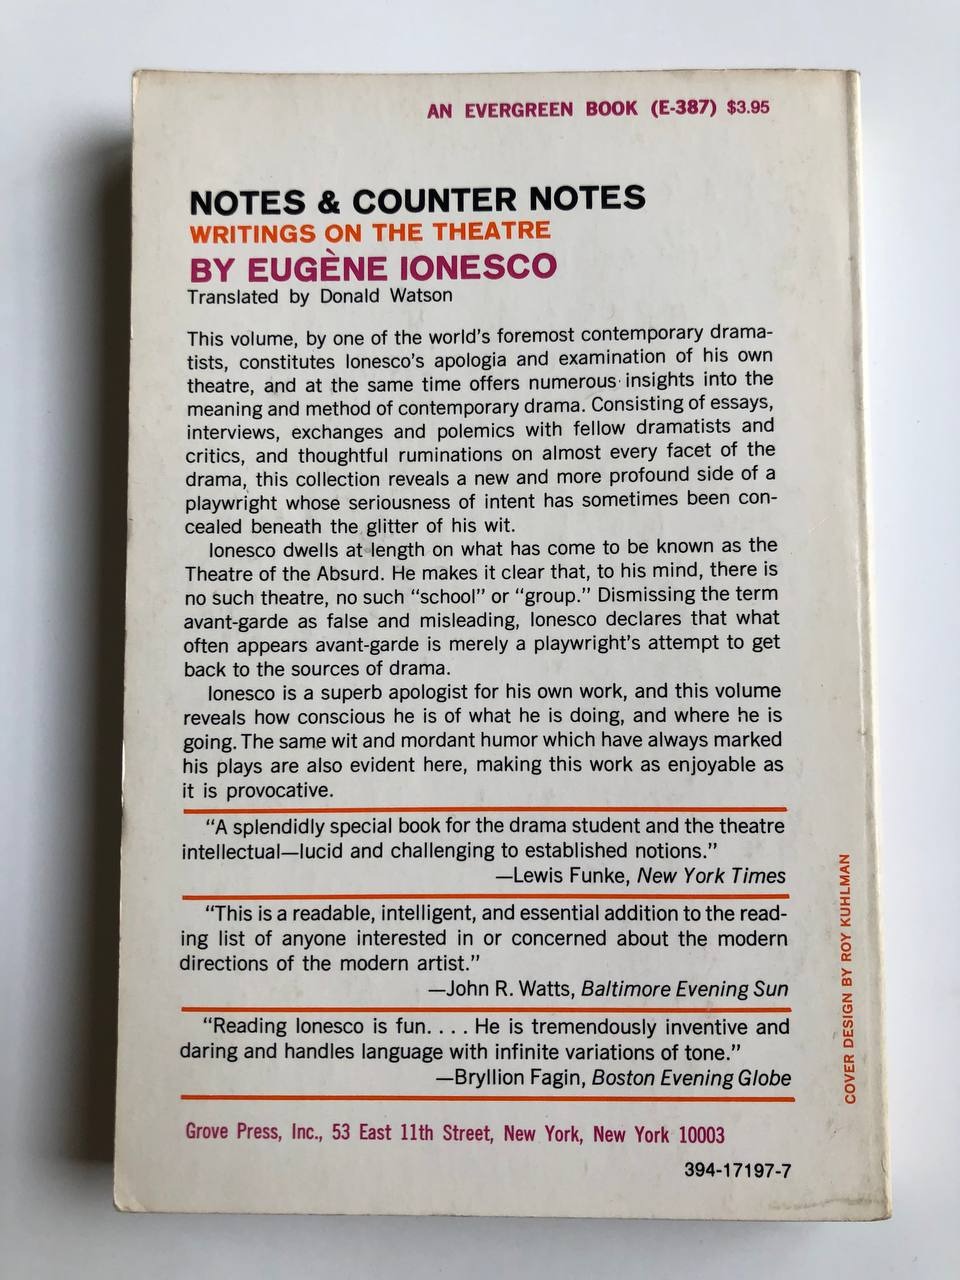 AN EVERGREEN BOOK (E-387) $3.95
NOTES & COUNTER NOTES
WRITINGS ON THE THEATRE
BY EUGÈNE IONESCO
Translated by Donald Watson
This volume, by one of the world's foremost contemporary drama-
tists, constitutes Ionesco's apologia and examination of his own
theatre, and at the same time offers numerous insights into the
meaning and method of contemporary drama. Consisting of essays,
interviews, exchanges and polemics with fellow dramatists and
critics, and thoughtful ruminations on almost every facet of the
drama, this collection reveals a new and more profound side of a
playwright whose seriousness of intent has sometimes been con-
cealed beneath the glitter of his wit.
Ionesco dwells at length on what has come to be known as the
Theatre of the Absurd. He makes it clear that, to his mind, there is
no such theatre, no such “school” or “group.” Dismissing the term
avant-garde as false and misleading, Ionesco declares that what
often appears avant-garde is merely a playwright's attempt to get
back to the sources of drama.
Ionesco is a superb apologist for his own work, and this volume
reveals how conscious he is of what he is doing, and where he is
going. The same wit and mordant humor which have always marked
his plays are also evident here, making this work as enjoyable as
it is provocative.
“A splendidly special book for the drama student and the theatre
intellectual—lucid and challenging to established notions.”
—Lewis Funke, New York Times
“This is a readable, intelligent, and essential addition to the read-
ing list of anyone interested in or concerned about the modern
directions of the modern artist.”
—John R. Watts, Baltimore Evening Sun
“Reading Ionesco is fun. . . . He is tremendously inventive and
daring and handles language with infinite variations of tone.”
—Bryllion Fagin, Boston Evening Globe
Grove Press, Inc., 53 East 11th Street, New York, New York 10003
394-17197-7
COVER DESIGN BY ROY KUHLMAN